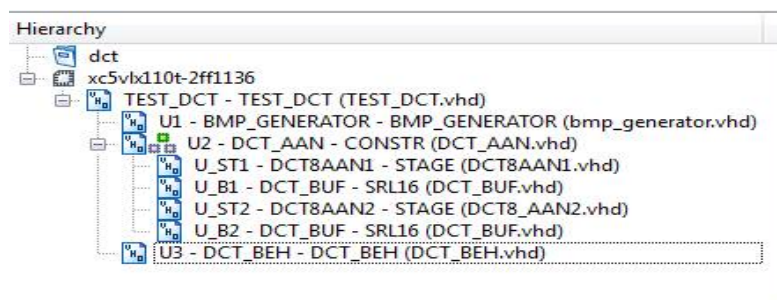 Hierarchy
dct
xc5vlx110t-2ff1136
TEST_DCT - TEST_DCT (TEST_DCT.vhd)
U1 - BMP_GENERATOR - BMP_GENERATOR (bmp_generator.vhd)
U2 - DCT_AAN - CONSTR (DCT_AAN.vhd)
U_ST1 - DCT8AAN1 - STAGE (DCT8AAN1.vhd)
U_B1 - DCT_BUF - SRL16 (DCT_BUF.vhd)
U_ST2 - DCT8AAN2 - STAGE (DCT8_AAN2.vhd)
U_B2 - DCT_BUF - SRL16 (DCT_BUF.vhd)
U3 - DCT_BEH - DCT_BEH (DCT_BEH.vhd)